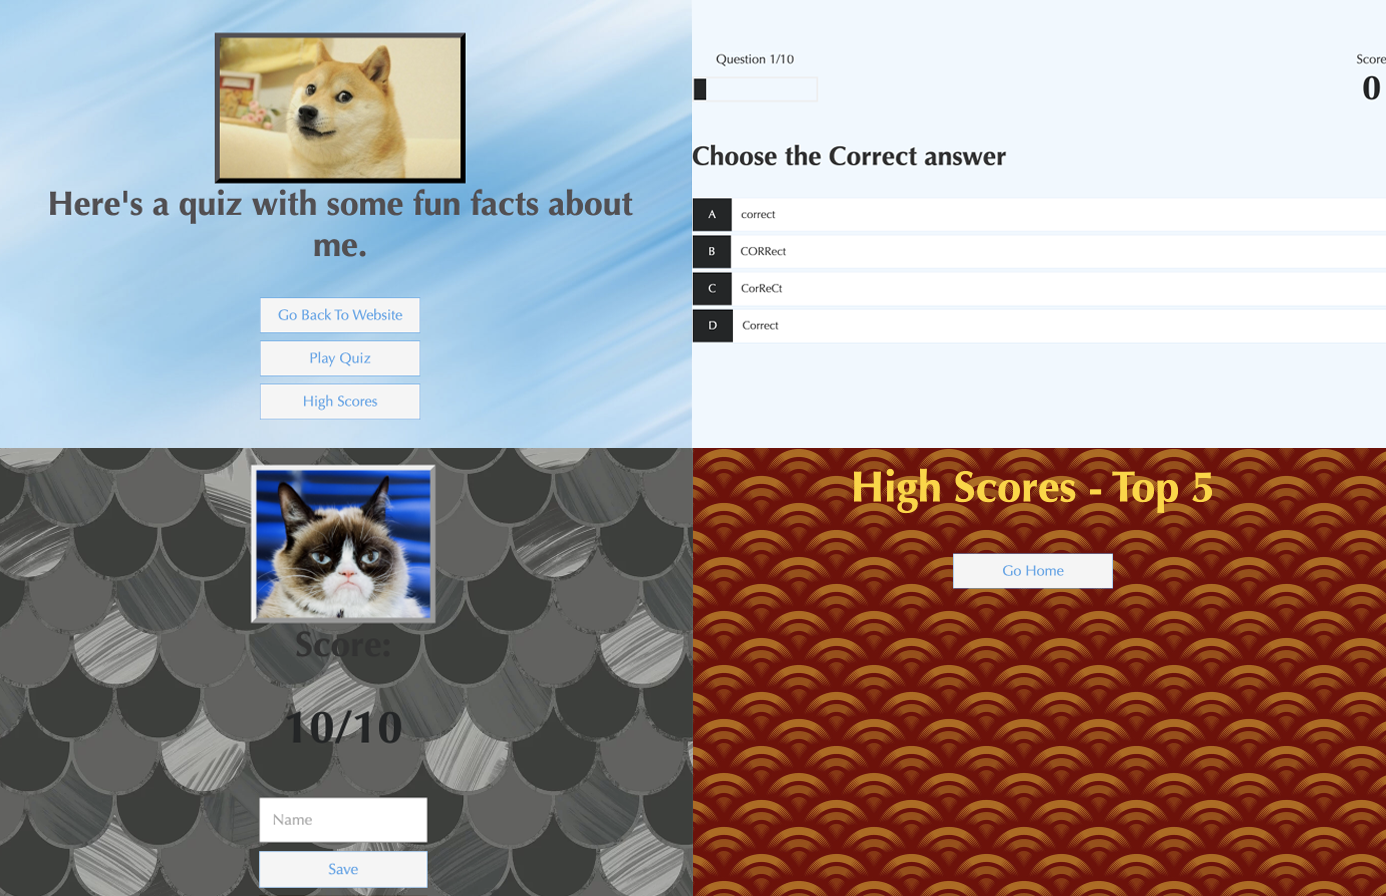 Here's a quiz with some fun facts about
me.
Go Back To Website
Play Quiz
High Scores
Question 1/10
Score
0
Choose the Correct answer
A correct
B CORRect
C CorReCt
D Correct
Score:
10/10
Name
Save
High Scores - Top 5
Go Home